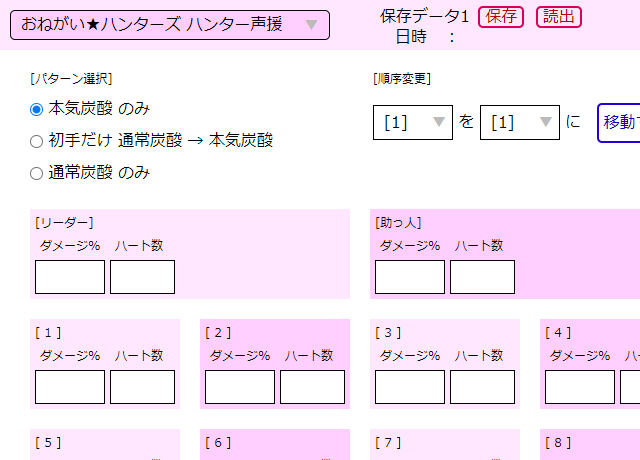 おねがい★ハンターズ ハンター声援 ▼
保存データ1 保存 読出
日時 :
[パターン選択]
[順序変更]
本気炭酸 のみ
初手だけ 通常炭酸 → 本気炭酸
通常炭酸 のみ
[1] ▼ を [1] ▼ に 移動
[リーダー]
ダメージ% ハート数
[助っ人]
ダメージ% ハート数
[ 1 ]
ダメージ% ハート数
[ 2 ]
ダメージ% ハート数
[ 3 ]
ダメージ% ハート数
[ 4 ]
ダメージ% ハー
[ 5 ]
[ 6 ]
[ 7 ]
[ 8 ]